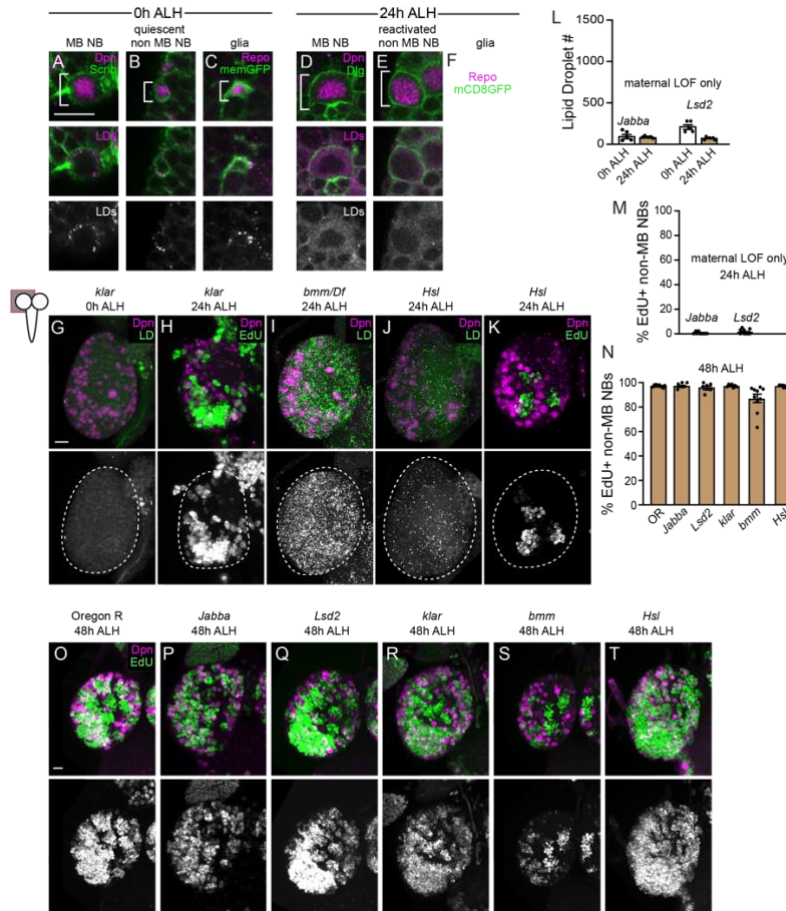 0h ALH
24h ALH
MB NB
quiescent
non MB NB
glia
MB NB
reactivated
non MB NB
glia
A
Dpn
Scrib
B
C
Repo
memGFP
D
Dpn
Dlg
E
F
Repo
mCD8GFP
LDs
LDs
LDs
LDs
L
Lipid Droplet #
1500
1000
500
0
maternal LOF only
Jabba
Lsd2
0h ALH
24h ALH
0h ALH
24h ALH
M
% EdU+ non-MB NBs
100
80
60
40
20
0
maternal LOF only
24h ALH
Jabba
Lsd2
klar
0h ALH
klar
24h ALH
bmm/Df
24h ALH
Hsl
24h ALH
Hsl
24h ALH
G
Dpn
LD
H
Dpn
EdU
I
Dpn
LD
J
Dpn
LD
K
Dpn
EdU
N
48h ALH
% EdU+ non-MB NBs
100
80
60
40
20
0
OR
Jabba
Lsd2
klar
bmm
Hsl
Oregon R
48h ALH
Jabba
48h ALH
Lsd2
48h ALH
klar
48h ALH
bmm
48h ALH
Hsl
48h ALH
O
Dpn
EdU
P
Q
R
S
T